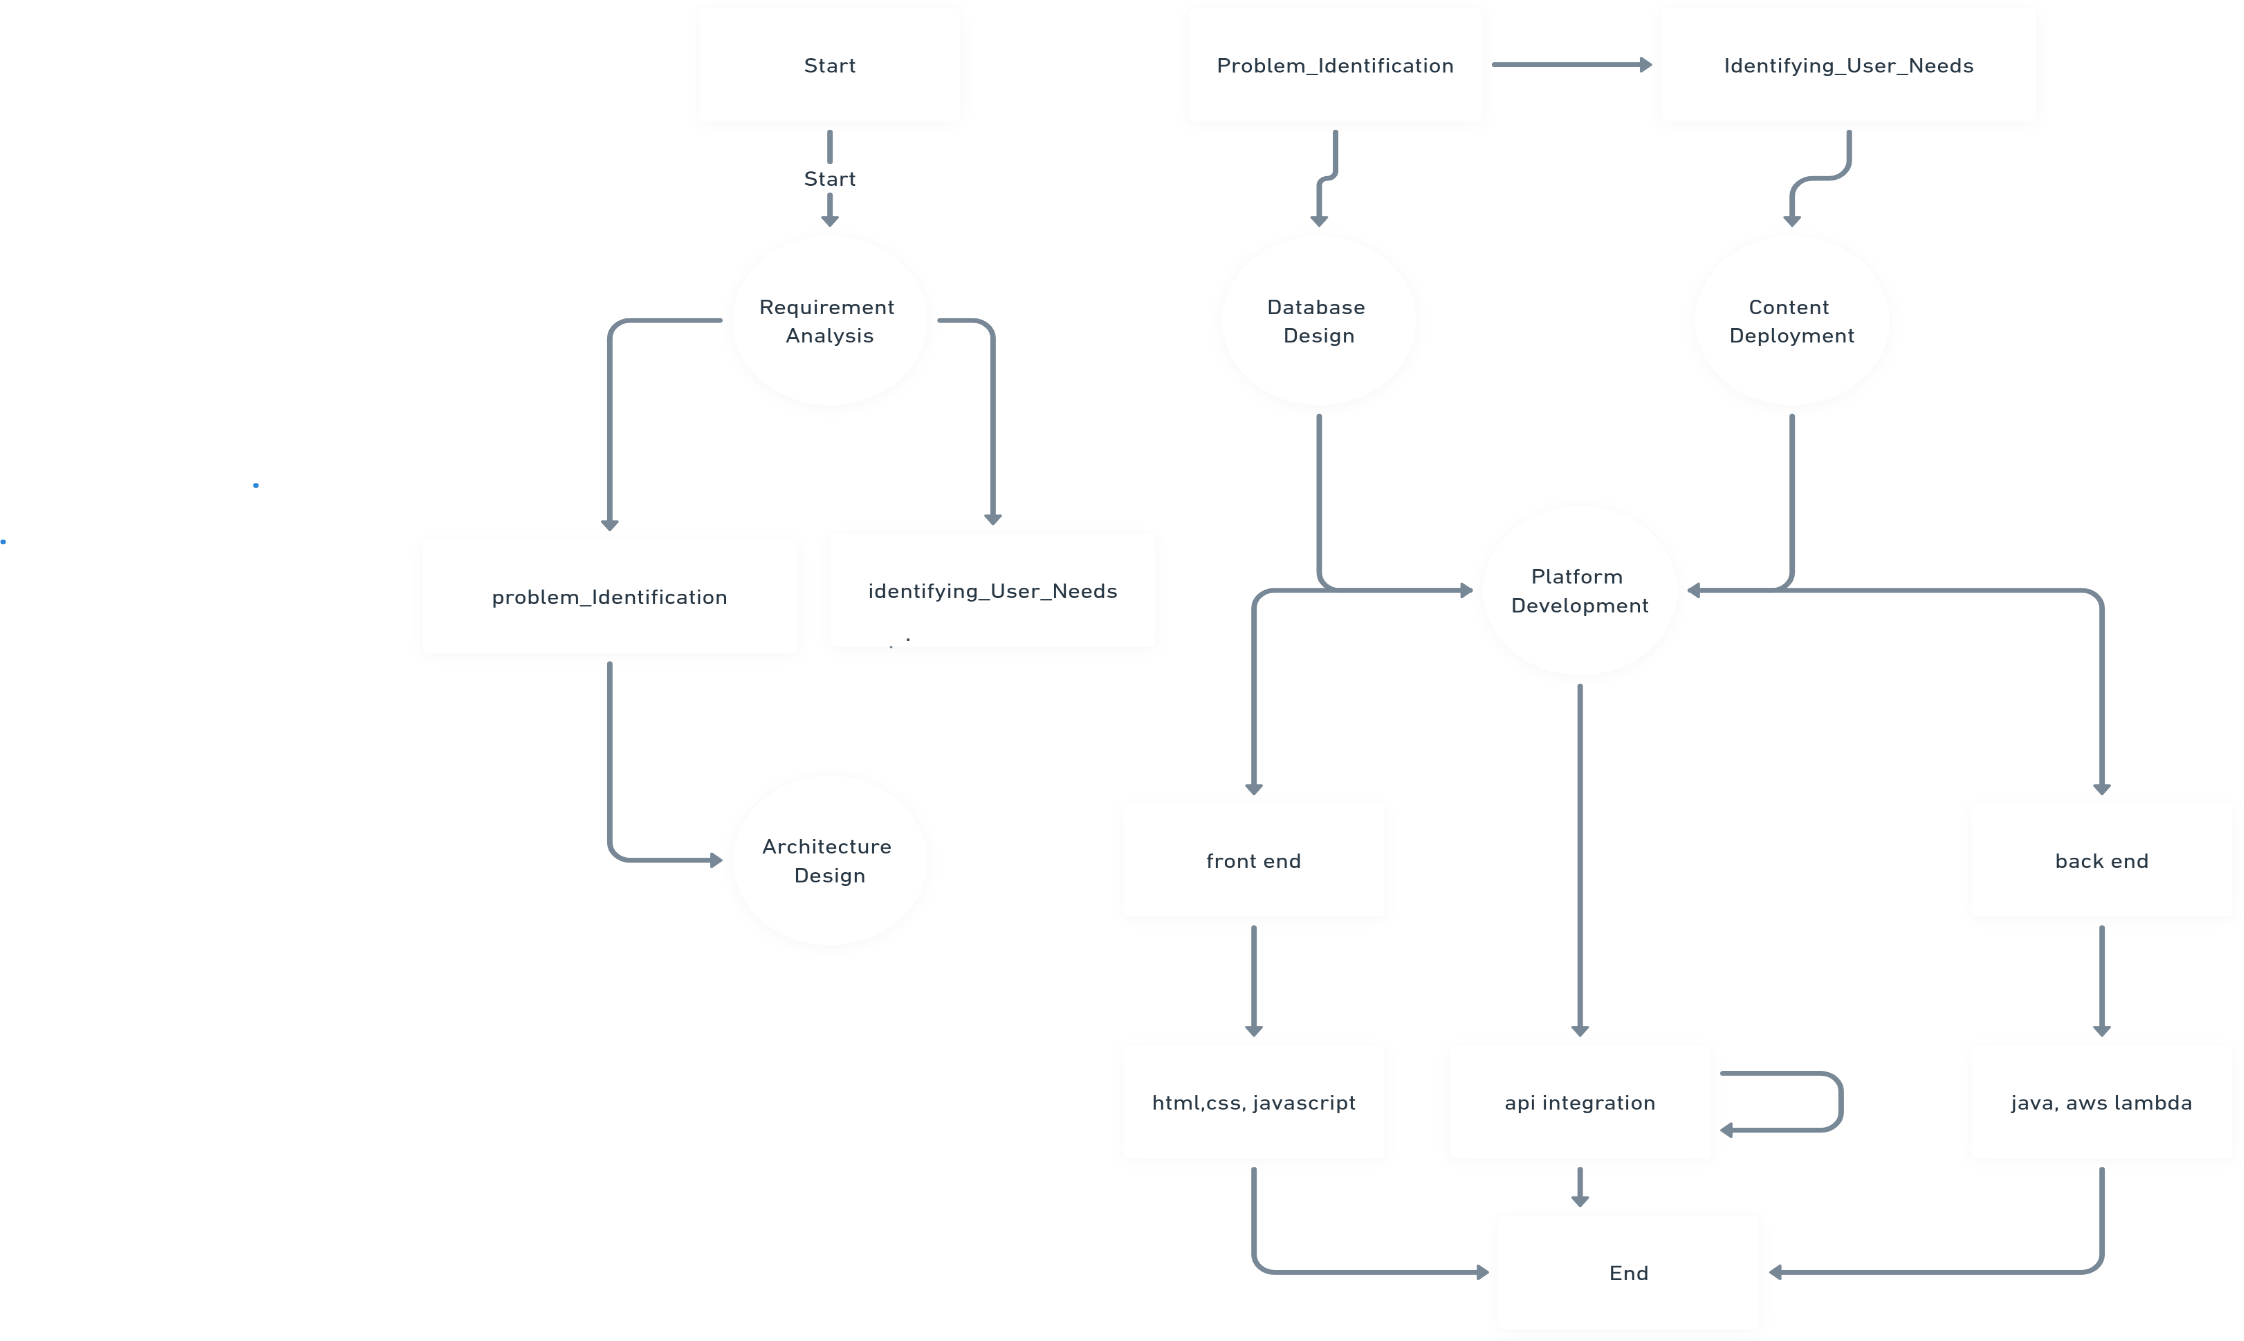 Start
Problem_Identification
Identifying_User_Needs
Start
Requirement
Analysis
Database
Design
Content
Deployment
problem_Identification
identifying_User_Needs
Platform
Development
Architecture
Design
front end
back end
html,css, javascript
api integration
java, aws lambda
End